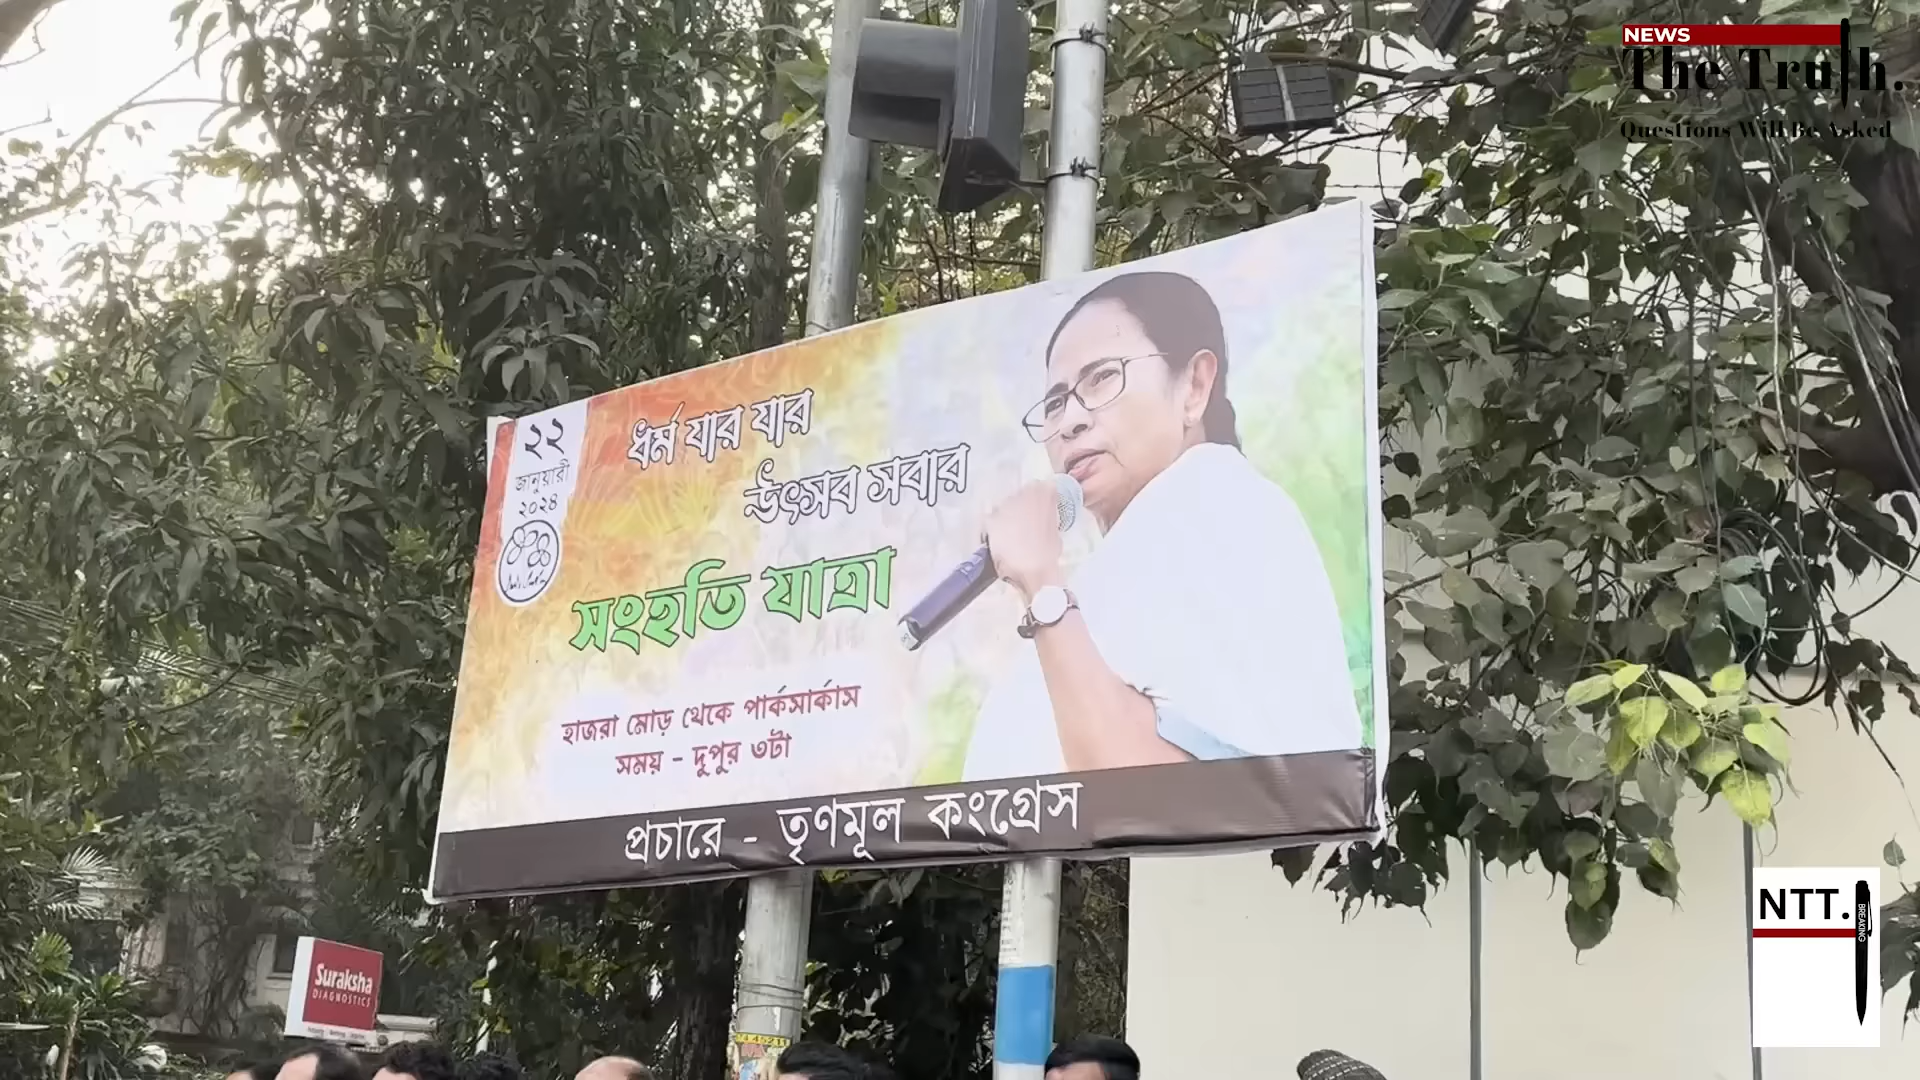 NEWS
The Truth.
Questions Will Be Asked
২২
জানুয়ারী
২০২৪
ধর্ম যার যার
উৎসব সবার
সংহতি যাত্রা
হাজরা মোড় থেকে পার্কসার্কাস
সময় - দুপুর ৩টা
প্রচারে - তৃণমূল কংগ্রেস
NTT.
BREAKING
Suraksha
DIAGNOSTICS